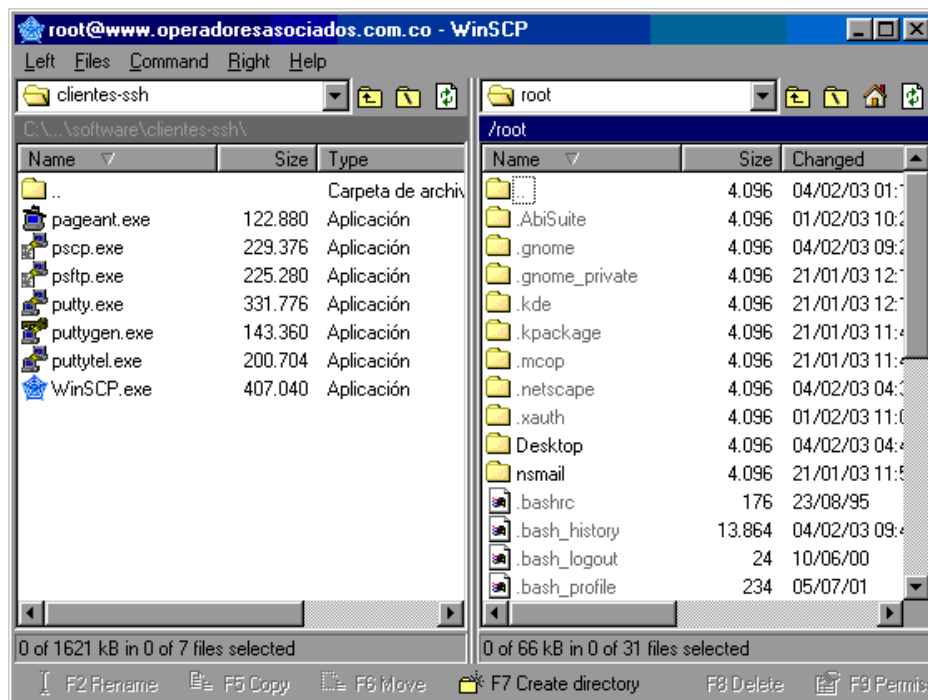 root@www.operadoresasociados.com.co - WinSCP
Left Files Command Right Help
clientes-ssh
C:\...\software\clientes-ssh\
Name Size Type
.. Carpeta de archiv
pageant.exe 122.880 Aplicación
pscp.exe 229.376 Aplicación
psftp.exe 225.280 Aplicación
putty.exe 331.776 Aplicación
puttygen.exe 143.360 Aplicación
puttytel.exe 200.704 Aplicación
WinSCP.exe 407.040 Aplicación
0 of 1621 kB in 0 of 7 files selected
root
/root
Name Size Changed
.. 4.096 04/02/03 01:
.AbiSuite 4.096 01/02/03 10:
.gnome 4.096 04/02/03 09:
.gnome_private 4.096 21/01/03 12:
.kde 4.096 21/01/03 12:
.kpackage 4.096 21/01/03 11:
.mcop 4.096 21/01/03 11:
.netscape 4.096 04/02/03 04:
.xauth 4.096 01/02/03 11:
Desktop 4.096 04/02/03 04:
nsmail 4.096 21/01/03 11:
.bashrc 176 23/08/95
.bash_history 13.864 04/02/03 09:
.bash_logout 24 10/06/00
.bash_profile 234 05/07/01
0 of 66 kB in 0 of 31 files selected
F2 Rename F5 Copy F6 Move F7 Create directory F8 Delete F9 Permis